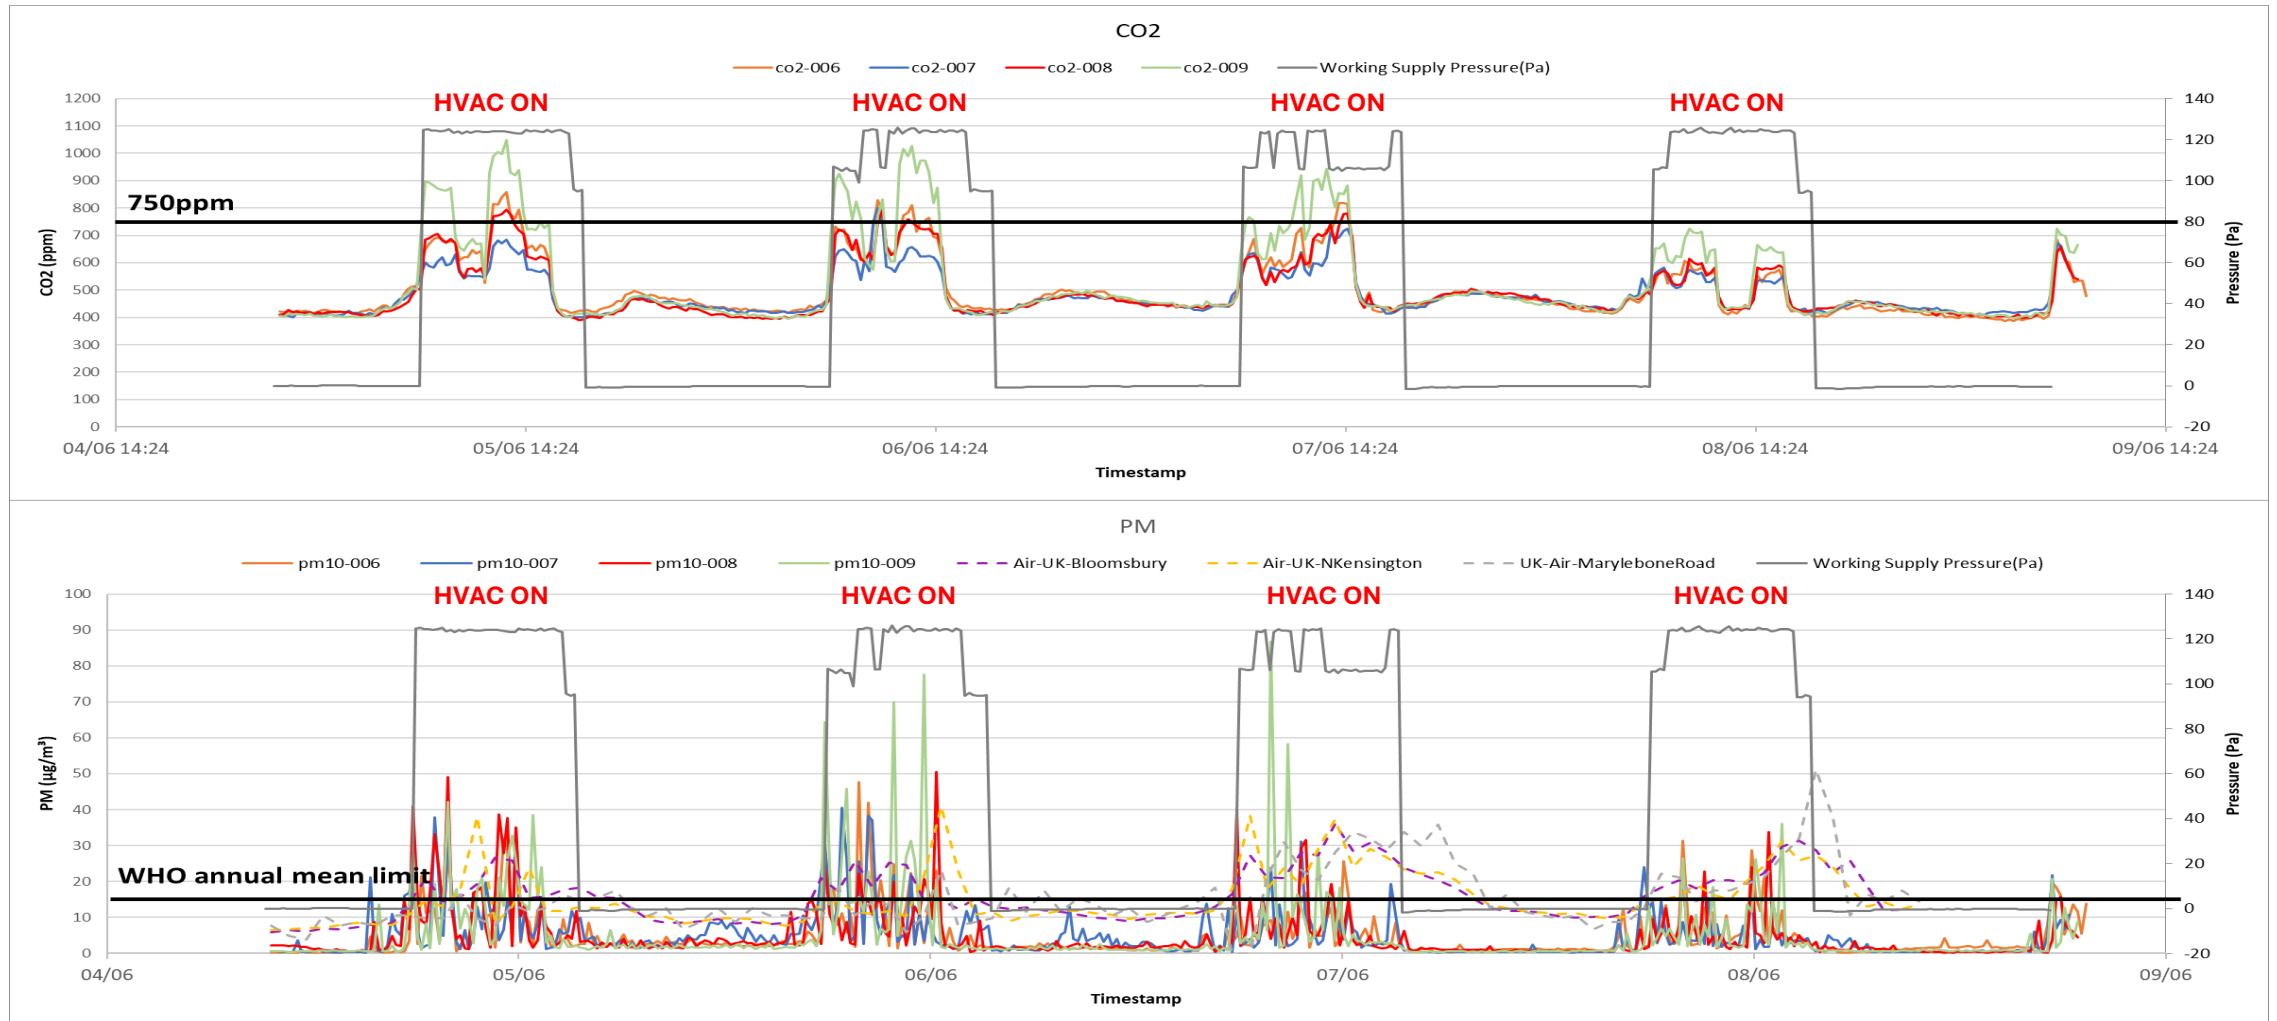 CO2
co2-006 co2-007 co2-008 co2-009 Working Supply Pressure(Pa)
HVAC ON HVAC ON HVAC ON HVAC ON
1200
1100
1000
900
800
700
600
500
400
300
200
100
0
CO2 (ppm)
750ppm
140
120
100
80
60
40
20
0
-20
Pressure (Pa)
04/06 14:24 05/06 14:24 06/06 14:24 07/06 14:24 08/06 14:24 09/06 14:24
Timestamp
PM
pm10-006 pm10-007 pm10-008 pm10-009 Air-UK-Bloomsbury Air-UK-NKensington UK-Air-MaryleboneRoad Working Supply Pressure(Pa)
HVAC ON HVAC ON HVAC ON HVAC ON
100
90
80
70
60
50
40
30
20
10
0
PM (µg/m³)
WHO annual mean limit
140
120
100
80
60
40
20
0
-20
Pressure (Pa)
04/06 05/06 06/06 07/06 08/06 09/06
Timestamp